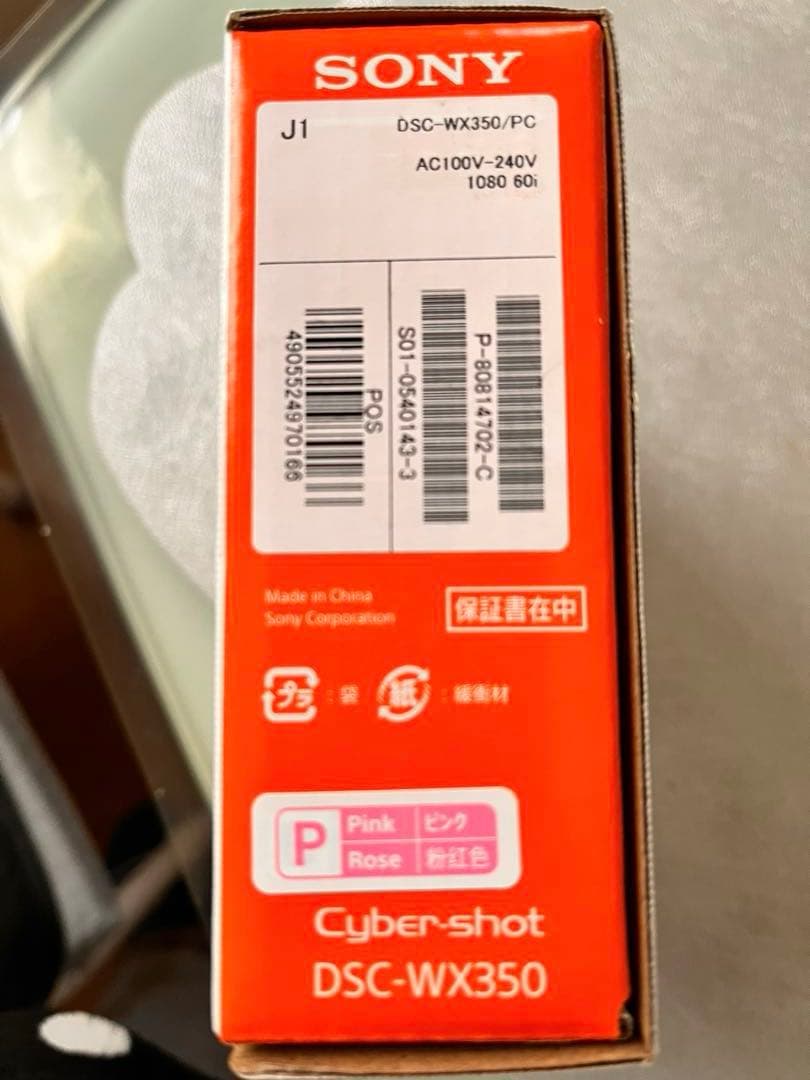 SONY
J1
DSC-WX350/PC
AC100V-240V
1080 60i
POS
4905524970166
S01-0540143-3
P-80814702-C
Made in China
Sony Corporation
保証書在中
プラ : 袋
紙 : 緩衝材
P
Pink ピンク
Rose 粉红色
Cyber-shot
DSC-WX350